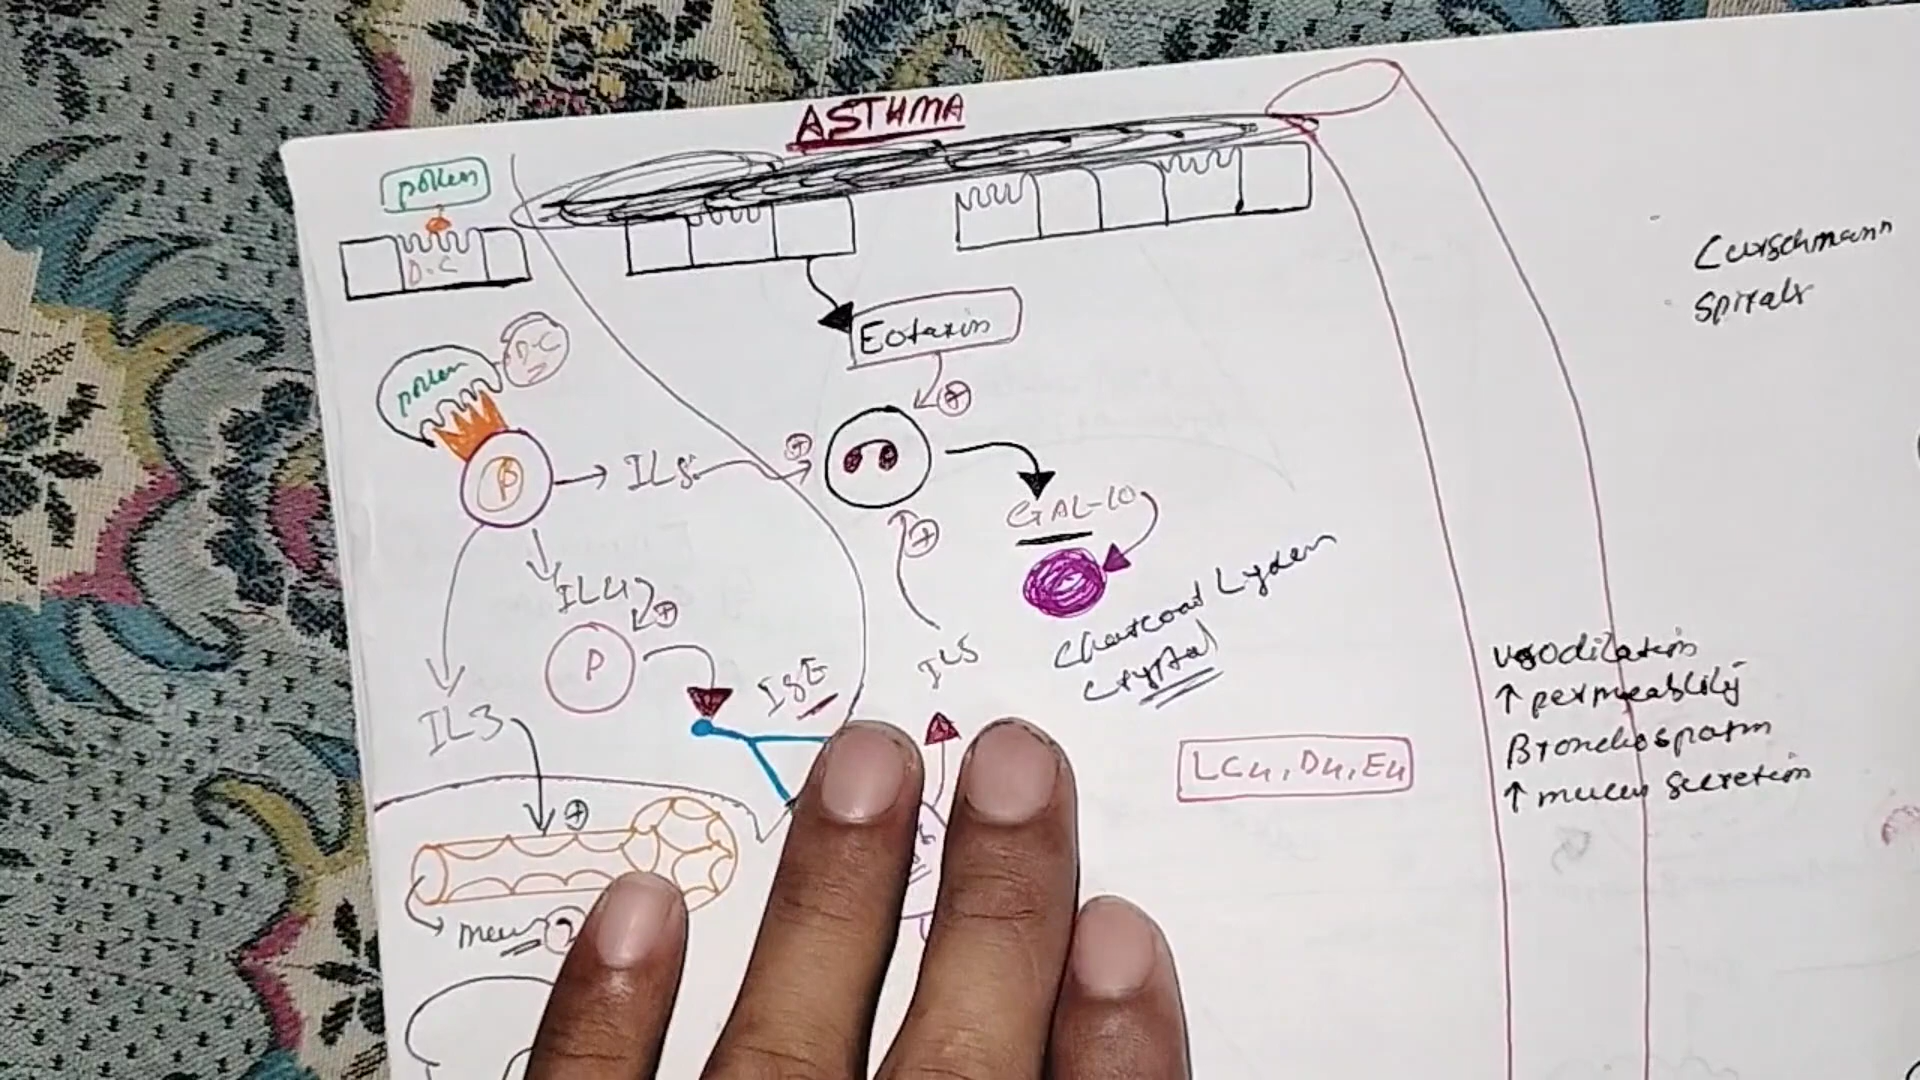 ASTHMA
pollen
D.C
pollen
D.C
Eotaxin
Curschmann
Spirals
β
IL5
GAL-10
IL4
P
IgE
IL3
IL5
Charcoat Lyden
Crystal
LC4, D4, E4
vasodilation
↑ permeablility
Bronchospasm
↑ mucus secretion